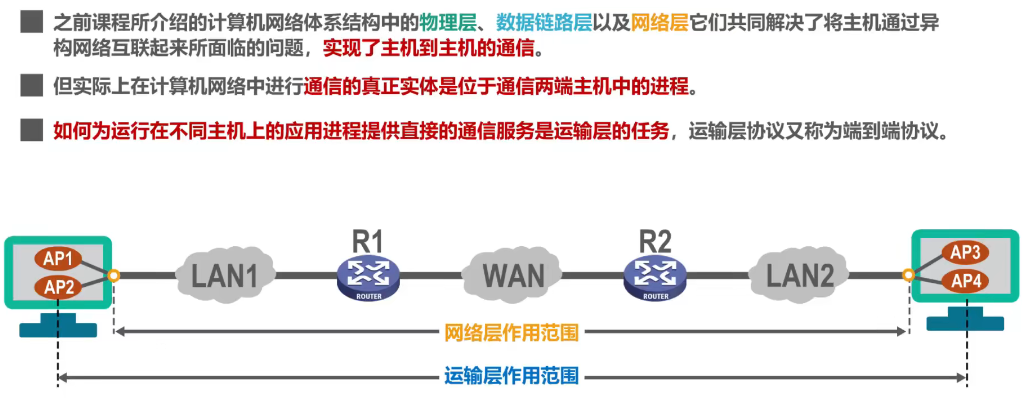 之前课程所介绍的计算机网络体系结构中的物理层、数据链路层以及网络层它们共同解决了将主机通过异
构网络互联起来所面临的问题，实现了主机到主机的通信。
但实际上在计算机网络中进行通信的真正实体是位于通信两端主机中的进程。
如何为运行在不同主机上的应用进程提供直接的通信服务是运输层的任务，运输层协议又称为端到端协议。
R1
R2
AP1
AP2
LAN1
ROUTER
WAN
ROUTER
LAN2
AP3
AP4
网络层作用范围
运输层作用范围